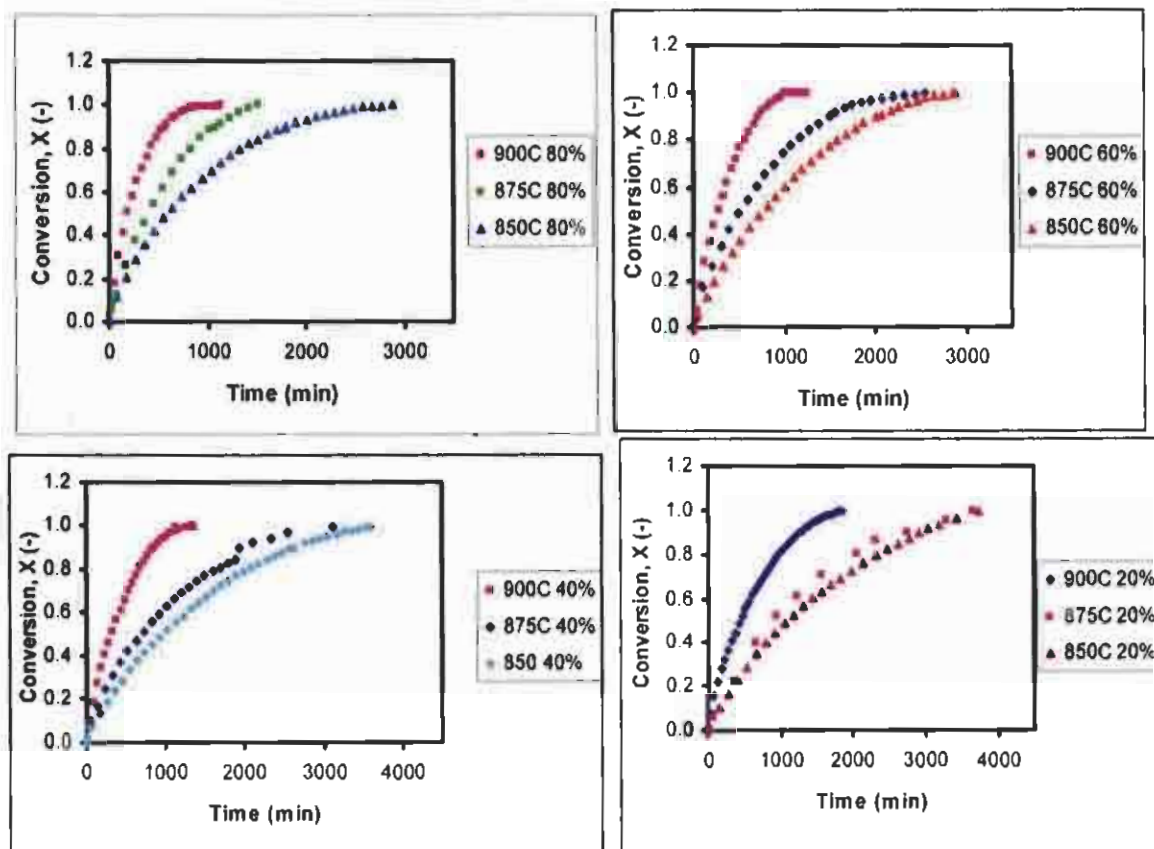 1.2
1.0
0.8
0.6
0.4
0.2
0.0
Conversion, X (-)
0 1000 2000 3000
Time (min)
900C 80%
875C 80%
850C 80%
1.2
1.0
0.8
0.6
0.4
0.2
0.0
Conversion, X (-)
0 1000 2000 3000
Time (min)
900C 60%
875C 60%
850C 60%
1.2
1.0
0.8
0.6
0.4
0.2
0.0
Conversion, X (-)
0 1000 2000 3000 4000
Time (min)
900C 40%
875C 40%
850 40%
1.2
1.0
0.8
0.6
0.4
0.2
0.0
Conversion, X (-)
0 1000 2000 3000 4000
Time (min)
900C 20%
875C 20%
850C 20%